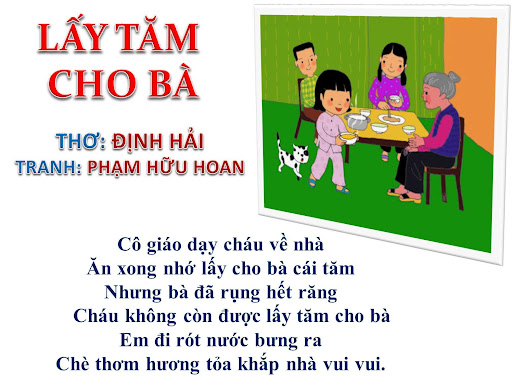 LẤY TĂM
CHO BÀ
THƠ: ĐỊNH HẢI
TRANH: PHẠM HỮU HOAN
Cô giáo dạy cháu về nhà
Ăn xong nhớ lấy cho bà cái tăm
Nhưng bà đã rụng hết răng
Cháu không còn được lấy tăm cho bà
Em đi rót nước bưng ra
Chè thơm hương tỏa khắp nhà vui vui.